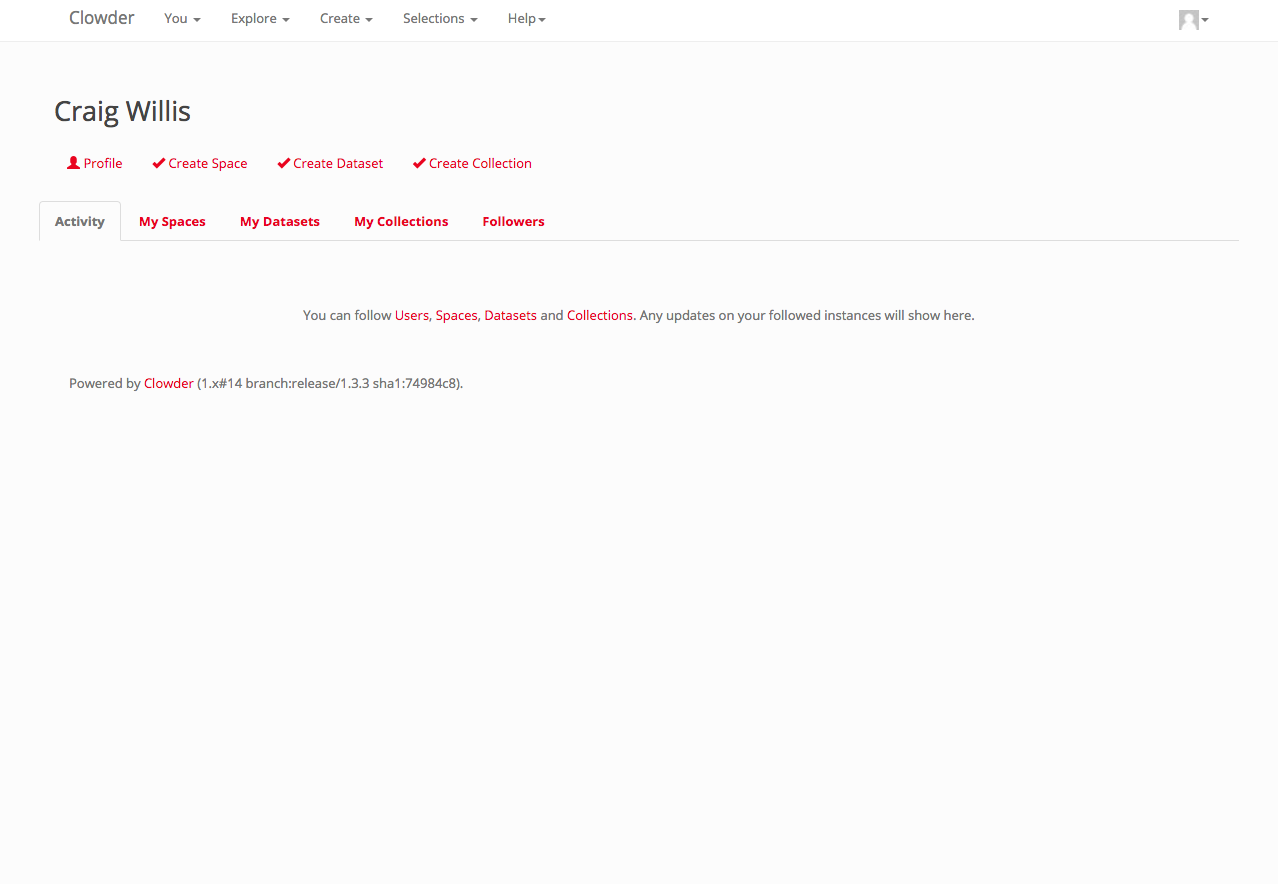 Clowder You Explore Create Selections Help
Craig Willis
Profile Create Space Create Dataset Create Collection
Activity My Spaces My Datasets My Collections Followers
You can follow Users, Spaces, Datasets and Collections. Any updates on your followed instances will show here.
Powered by Clowder (1.x#14 branch:release/1.3.3 sha1:74984c8).